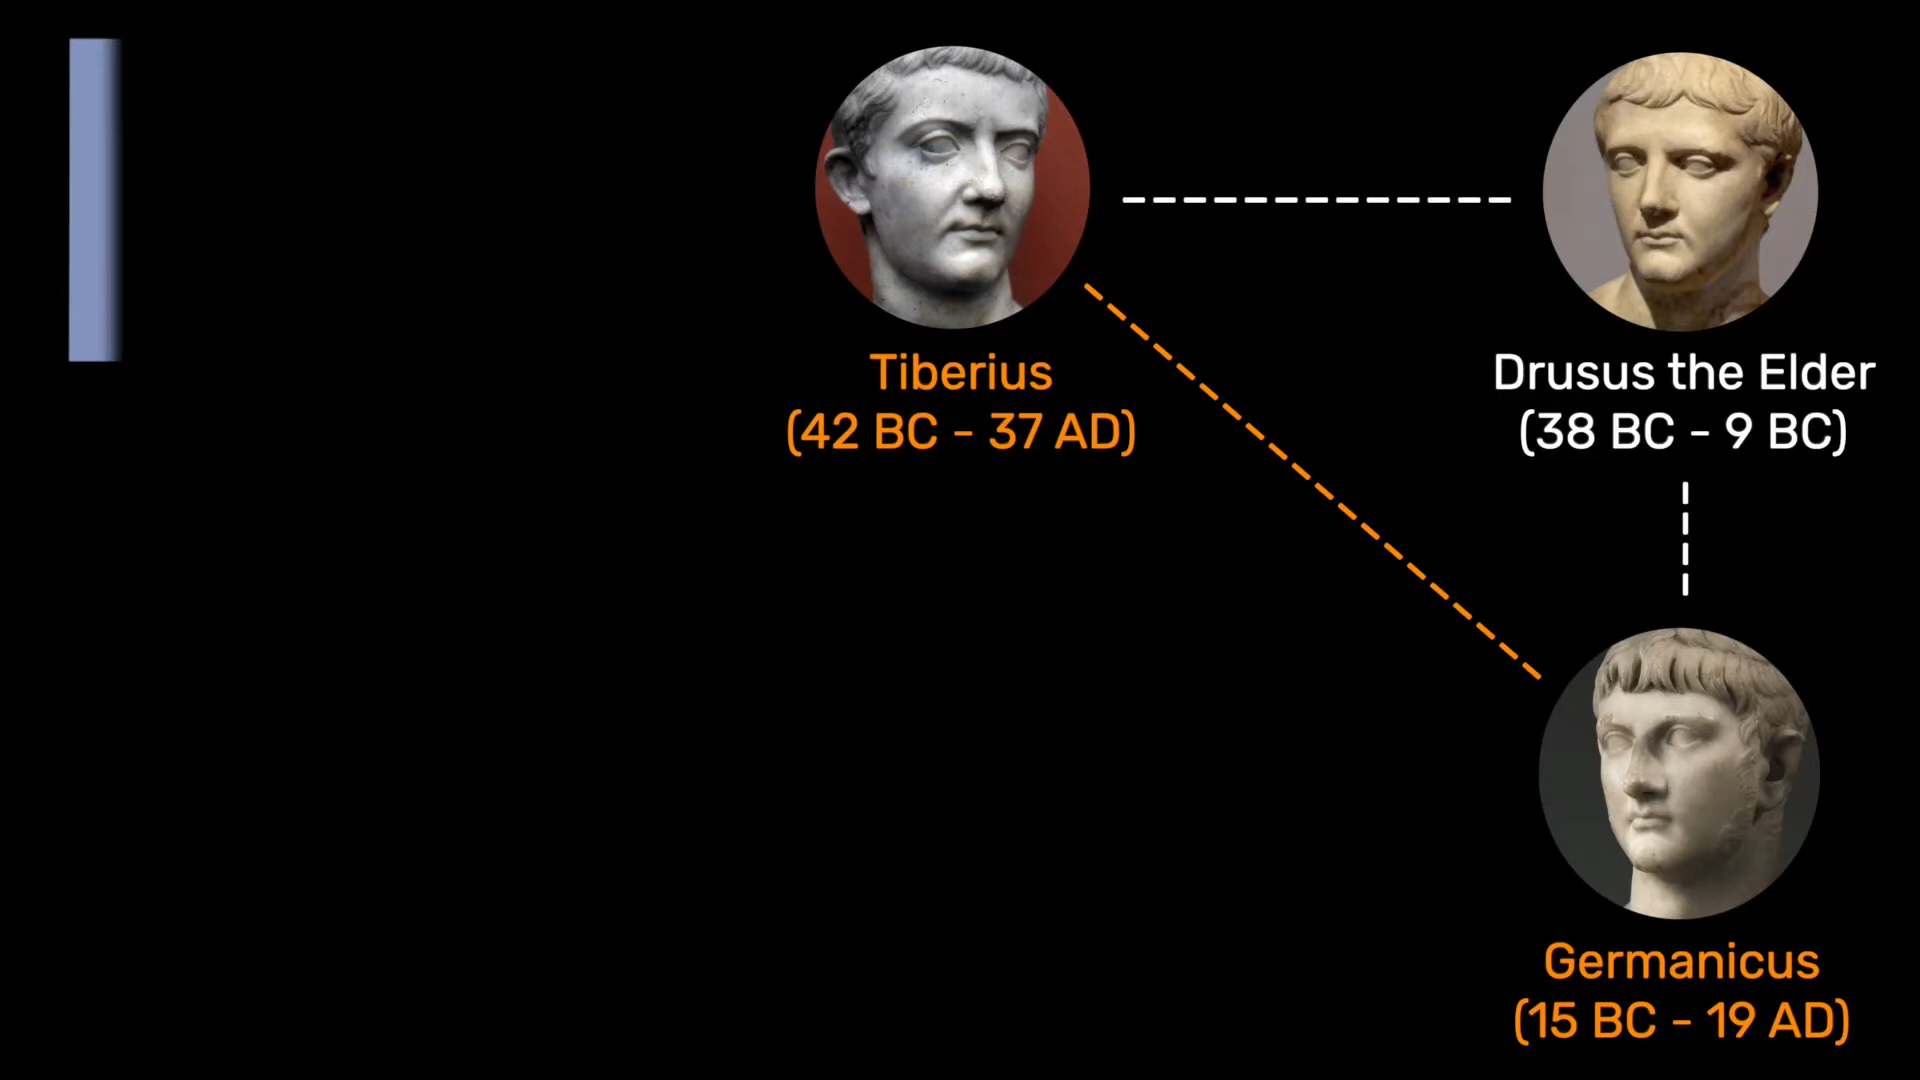 Tiberius
(42 BC - 37 AD)
Drusus the Elder
(38 BC - 9 BC)
Germanicus
(15 BC - 19 AD)